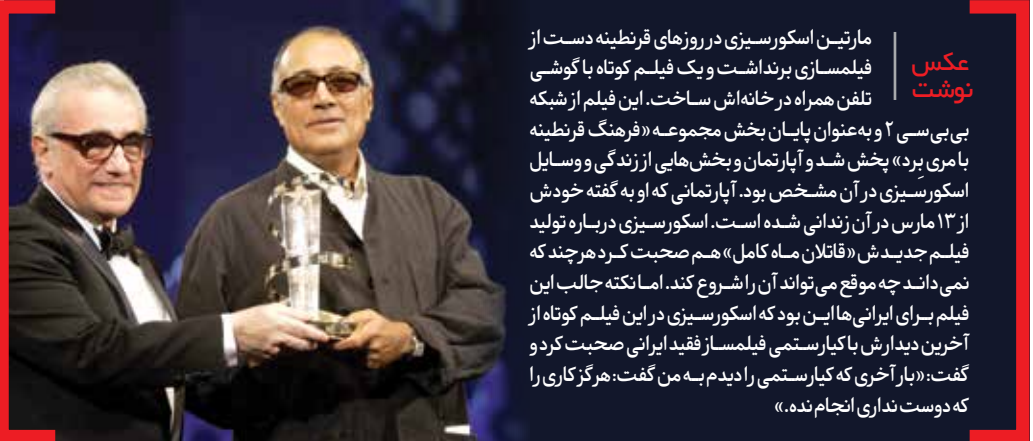 عکس
نوشت
مارتین اسکورسیزی در روزهای قرنطینه دست از
فیلمسازی برنداشت و یک فیلم کوتاه با گوشی
تلفن همراه در خانه‌اش ساخت. این فیلم از شبکه
بی‌بی‌سی ۲ و به‌عنوان پایان بخش مجموعه «فرهنگ قرنطینه
با مری بِرد» پخش شد و آپارتمان و بخش‌هایی از زندگی و وسایل
اسکورسیزی در آن مشخص بود. آپارتمانی که او به گفته خودش
از ۱۳ مارس در آن زندانی شده است. اسکورسیزی درباره تولید
فیلم جدیدش «قاتلان ماه کامل» هم صحبت کرد هرچند که
نمی‌داند چه موقع می‌تواند آن را شروع کند. اما نکته جالب این
فیلم برای ایرانی‌ها این بود که اسکورسیزی در این فیلم کوتاه از
آخرین دیدارش با کیارستمی فیلمساز فقید ایرانی صحبت کرد و
گفت: «بار آخری که کیارستمی را دیدم به من گفت: هرگز کاری را
که دوست نداری انجام نده.»